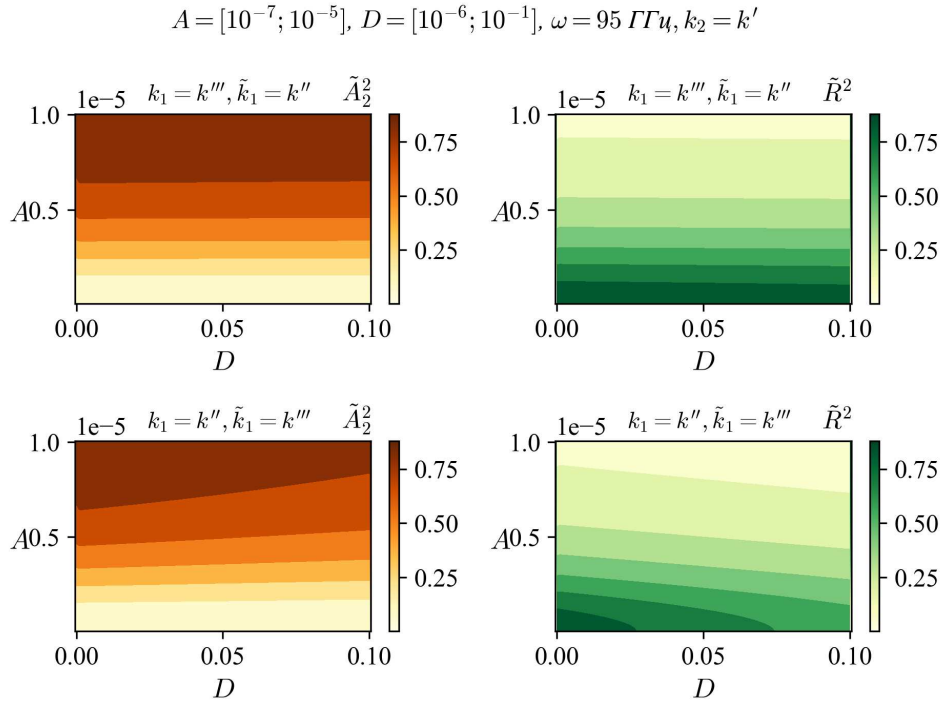 A = [10⁻⁷; 10⁻⁵], D = [10⁻⁶; 10⁻¹], ω = 95 ГГц, k₂ = k′
1e−5 k₁ = k‴, k̃₁ = k″ Ã₂²
1.0
A0.5
0.75
0.50
0.25
0.00 0.05 0.10
D
1e−5 k₁ = k‴, k̃₁ = k″ R̃²
1.0
A0.5
0.75
0.50
0.25
0.00 0.05 0.10
D
1e−5 k₁ = k″, k̃₁ = k‴ Ã₂²
1.0
A0.5
0.75
0.50
0.25
0.00 0.05 0.10
D
1e−5 k₁ = k″, k̃₁ = k‴ R̃²
1.0
A0.5
0.75
0.50
0.25
0.00 0.05 0.10
D